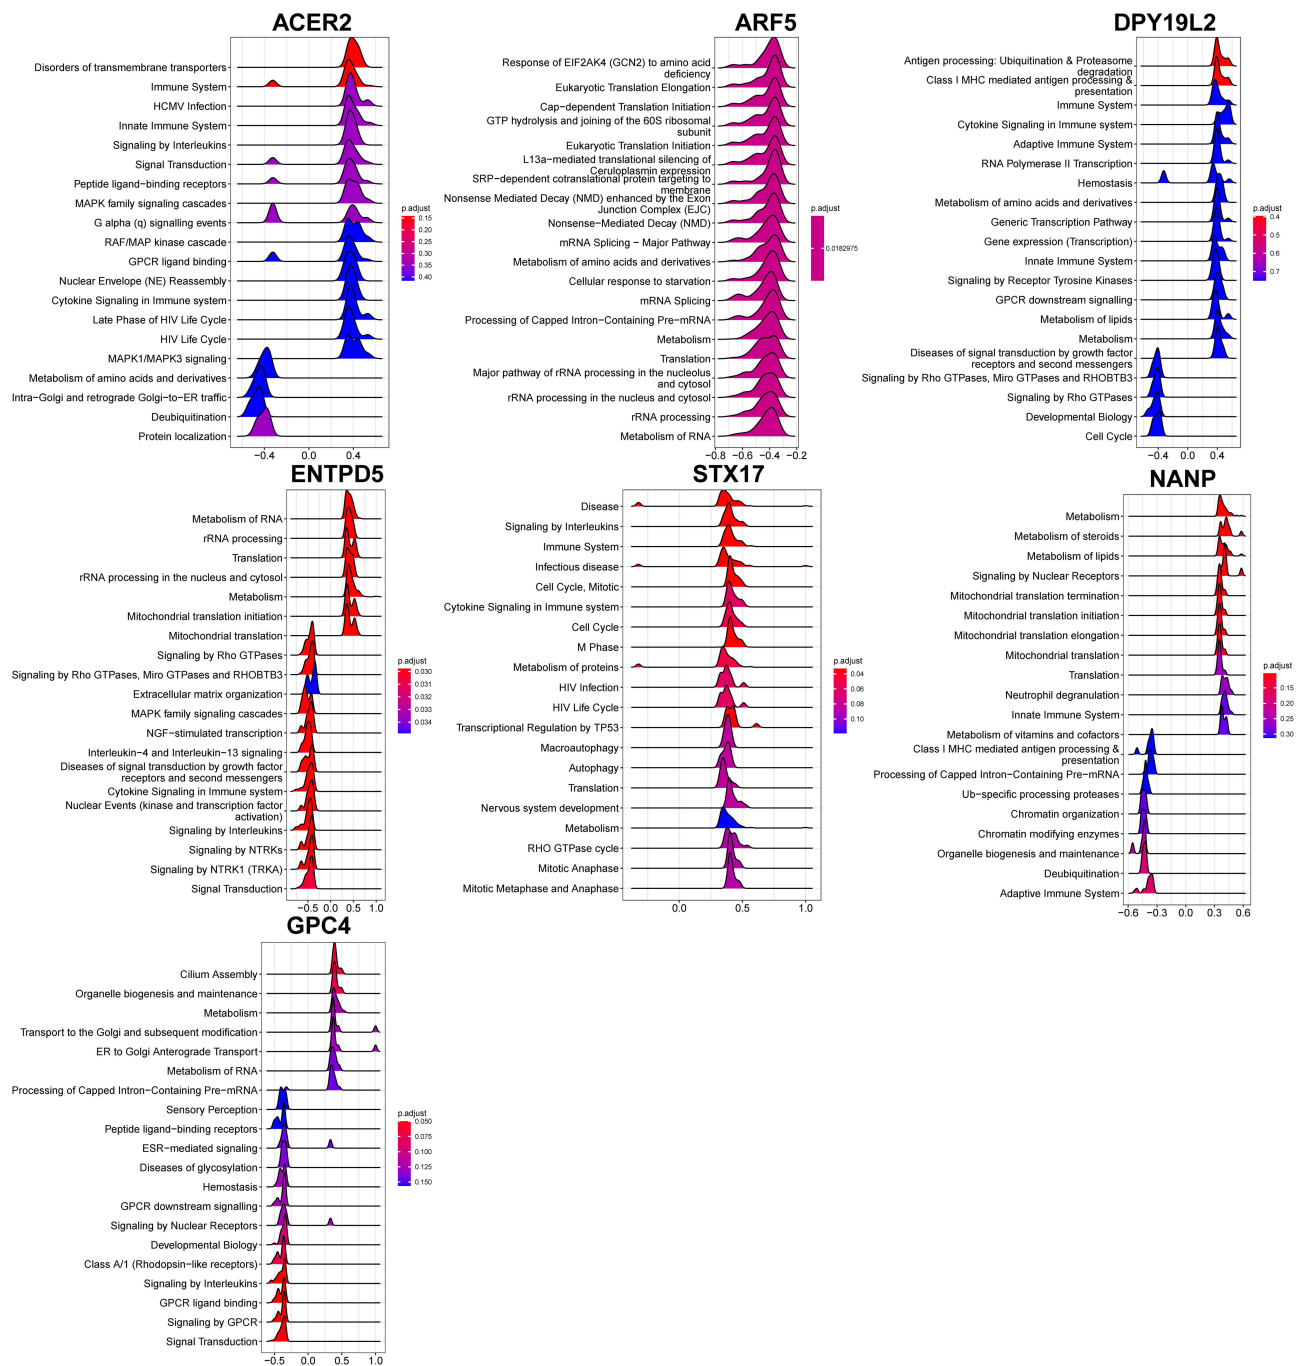 ACER2
Disorders of transmembrane transporters
Immune System
HCMV Infection
Innate Immune System
Signaling by Interleukins
Signal Transduction
Peptide ligand−binding receptors
MAPK family signaling cascades
G alpha (q) signalling events
RAF/MAP kinase cascade
GPCR ligand binding
Nuclear Envelope (NE) Reassembly
Cytokine Signaling in Immune system
Late Phase of HIV Life Cycle
HIV Life Cycle
MAPK1/MAPK3 signaling
Metabolism of amino acids and derivatives
Intra−Golgi and retrograde Golgi−to−ER traffic
Deubiquitination
Protein localization
−0.4 0.0 0.4
p.adjust
0.15
0.20
0.25
0.30
0.35
0.40
ARF5
Response of EIF2AK4 (GCN2) to amino acid
deficiency
Eukaryotic Translation Elongation
Cap−dependent Translation Initiation
GTP hydrolysis and joining of the 60S ribosomal
subunit
Eukaryotic Translation Initiation
L13a−mediated translational silencing of
Ceruloplasmin expression
SRP−dependent cotranslational protein targeting to
membrane
Nonsense Mediated Decay (NMD) enhanced by the Exon
Junction Complex (EJC)
Nonsense−Mediated Decay (NMD)
mRNA Splicing − Major Pathway
Metabolism of amino acids and derivatives
Cellular response to starvation
mRNA Splicing
Processing of Capped Intron−Containing Pre−mRNA
Metabolism
Translation
Major pathway of rRNA processing in the nucleolus
and cytosol
rRNA processing in the nucleus and cytosol
rRNA processing
Metabolism of RNA
−0.8 −0.6 −0.4 −0.2
p.adjust
0.0182975
DPY19L2
Antigen processing: Ubiquitination & Proteasome
degradation
Class I MHC mediated antigen processing &
presentation
Immune System
Cytokine Signaling in Immune system
Adaptive Immune System
RNA Polymerase II Transcription
Hemostasis
Metabolism of amino acids and derivatives
Generic Transcription Pathway
Gene expression (Transcription)
Innate Immune System
Signaling by Receptor Tyrosine Kinases
GPCR downstream signalling
Metabolism of lipids
Metabolism
Diseases of signal transduction by growth factor
receptors and second messengers
Signaling by Rho GTPases, Miro GTPases and RHOBTB3
Signaling by Rho GTPases
Developmental Biology
Cell Cycle
−0.4 0.0 0.4
p.adjust
0.4
0.5
0.6
0.7
ENTPD5
Metabolism of RNA
rRNA processing
Translation
rRNA processing in the nucleus and cytosol
Metabolism
Mitochondrial translation initiation
Mitochondrial translation
Signaling by Rho GTPases
Signaling by Rho GTPases, Miro GTPases and RHOBTB3
Extracellular matrix organization
MAPK family signaling cascades
NGF−stimulated transcription
Interleukin−4 and Interleukin−13 signaling
Diseases of signal transduction by growth factor
receptors and second messengers
Cytokine Signaling in Immune system
Nuclear Events (kinase and transcription factor
activation)
Signaling by Interleukins
Signaling by NTRKs
Signaling by NTRK1 (TRKA)
Signal Transduction
−0.5 0.0 0.5 1.0
p.adjust
0.030
0.031
0.032
0.033
0.034
STX17
Disease
Signaling by Interleukins
Immune System
Infectious disease
Cell Cycle, Mitotic
Cytokine Signaling in Immune system
Cell Cycle
M Phase
Metabolism of proteins
HIV Infection
HIV Life Cycle
Transcriptional Regulation by TP53
Macroautophagy
Autophagy
Translation
Nervous system development
Metabolism
RHO GTPase cycle
Mitotic Anaphase
Mitotic Metaphase and Anaphase
0.0 0.5 1.0
p.adjust
0.04
0.06
0.08
0.10
NANP
Metabolism
Metabolism of steroids
Metabolism of lipids
Signaling by Nuclear Receptors
Mitochondrial translation termination
Mitochondrial translation initiation
Mitochondrial translation elongation
Mitochondrial translation
Translation
Neutrophil degranulation
Innate Immune System
Metabolism of vitamins and cofactors
Class I MHC mediated antigen processing &
presentation
Processing of Capped Intron−Containing Pre−mRNA
Ub−specific processing proteases
Chromatin organization
Chromatin modifying enzymes
Organelle biogenesis and maintenance
Deubiquitination
Adaptive Immune System
−0.6 −0.3 0.0 0.3 0.6
p.adjust
0.15
0.20
0.25
0.30
GPC4
Cilium Assembly
Organelle biogenesis and maintenance
Metabolism
Transport to the Golgi and subsequent modification
ER to Golgi Anterograde Transport
Metabolism of RNA
Processing of Capped Intron−Containing Pre−mRNA
Sensory Perception
Peptide ligand−binding receptors
ESR−mediated signaling
Diseases of glycosylation
Hemostasis
GPCR downstream signalling
Signaling by Nuclear Receptors
Developmental Biology
Class A/1 (Rhodopsin−like receptors)
Signaling by Interleukins
GPCR ligand binding
Signaling by GPCR
Signal Transduction
−0.5 0.0 0.5 1.0
p.adjust
0.050
0.075
0.100
0.125
0.150